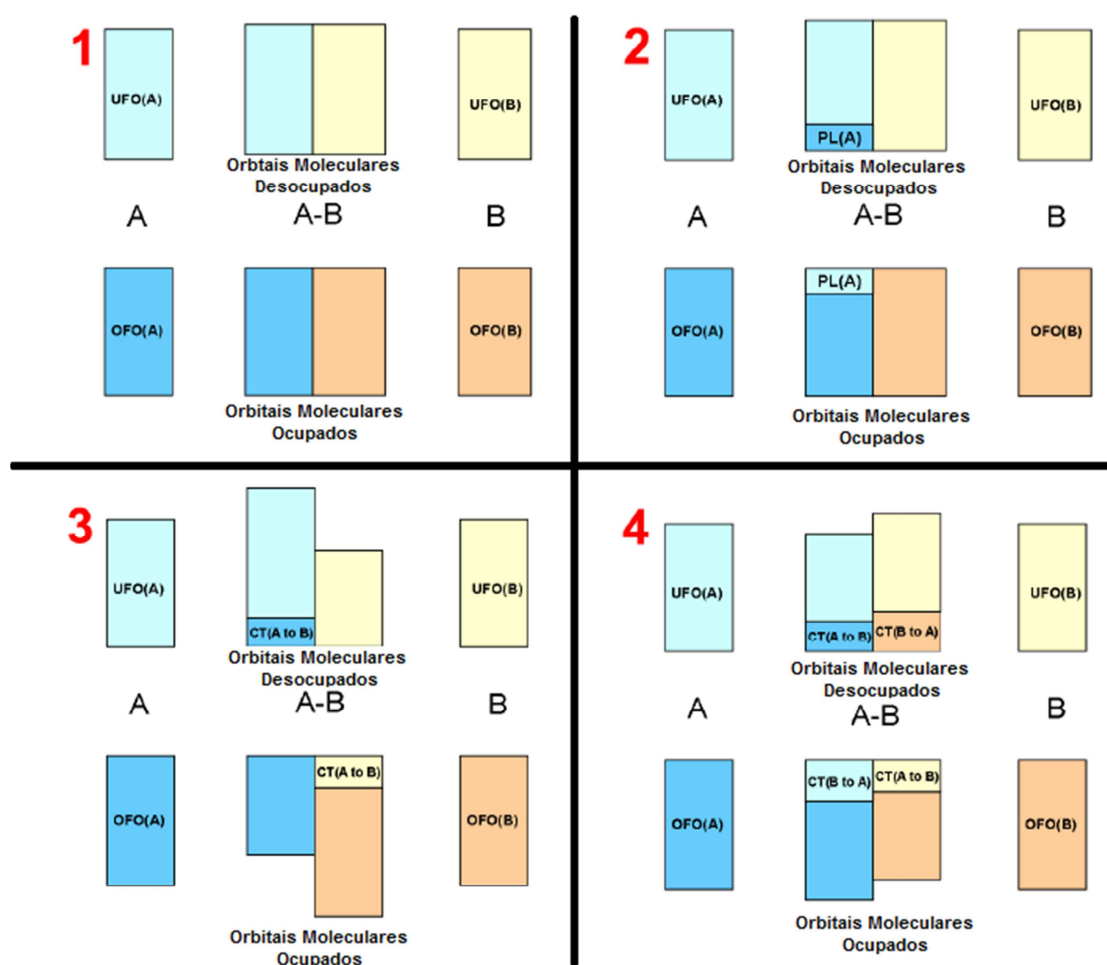 1
UFO(A)
UFO(B)
Orbtais Moleculares
Desocupados
A
A-B
B
OFO(A)
OFO(B)
Orbitais Moleculares
Ocupados
2
UFO(A)
PL(A)
UFO(B)
Orbitais Moleculares
Desocupados
A
A-B
B
PL(A)
OFO(A)
OFO(B)
Orbitais Moleculares
Ocupados
3
UFO(A)
UFO(B)
CT(A to B)
Orbitais Moleculares
Desocupados
A
A-B
B
CT(A to B)
OFO(A)
OFO(B)
Orbitais Moleculares
Ocupados
4
UFO(A)
UFO(B)
CT(A to B)
CT(B to A)
Orbitais Moleculares
Desocupados
A
A-B
B
CT(B to A)
CT(A to B)
OFO(A)
OFO(B)
Orbitais Moleculares
Ocupados